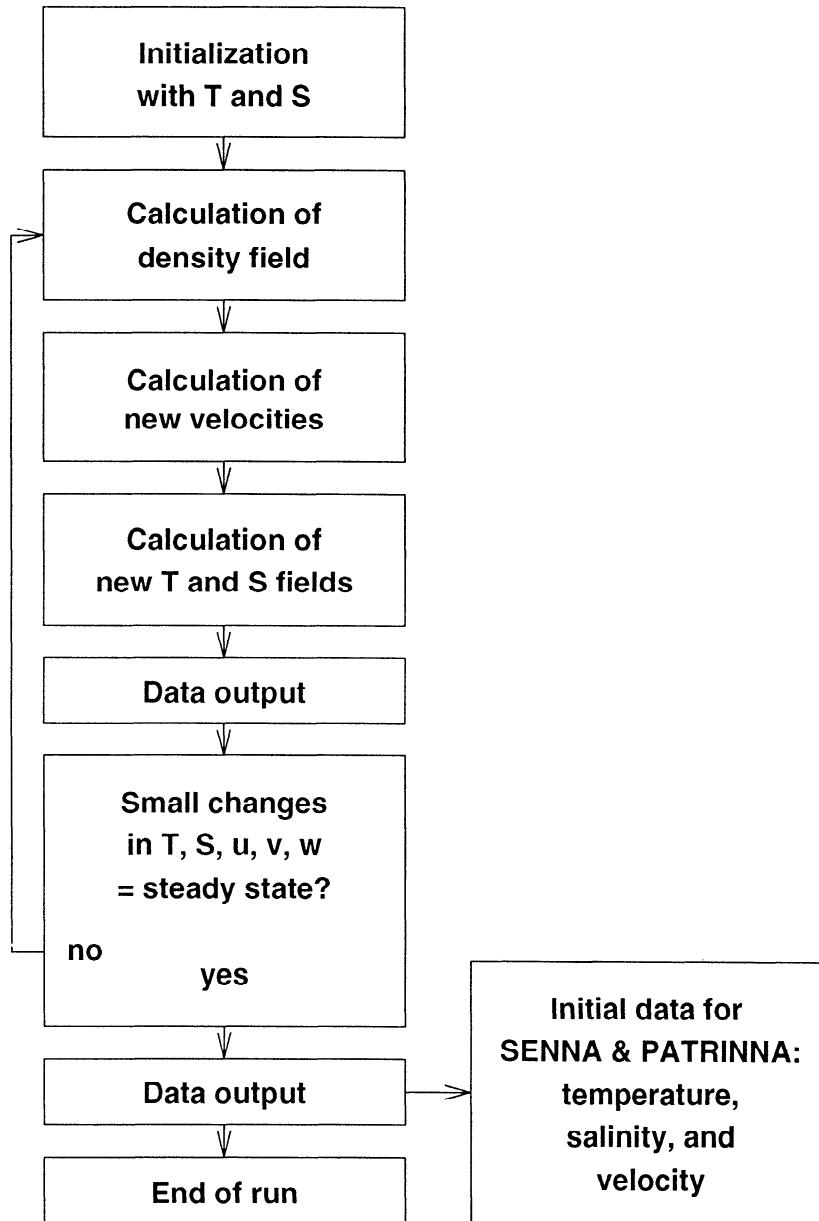 Initialization
with T and S
Calculation of
density field
Calculation of
new velocities
Calculation of
new T and S fields
Data output
Small changes
in T, S, u, v, w
= steady state?
no
yes
Data output
End of run
Initial data for
SENNA & PATRINNA:
temperature,
salinity, and
velocity